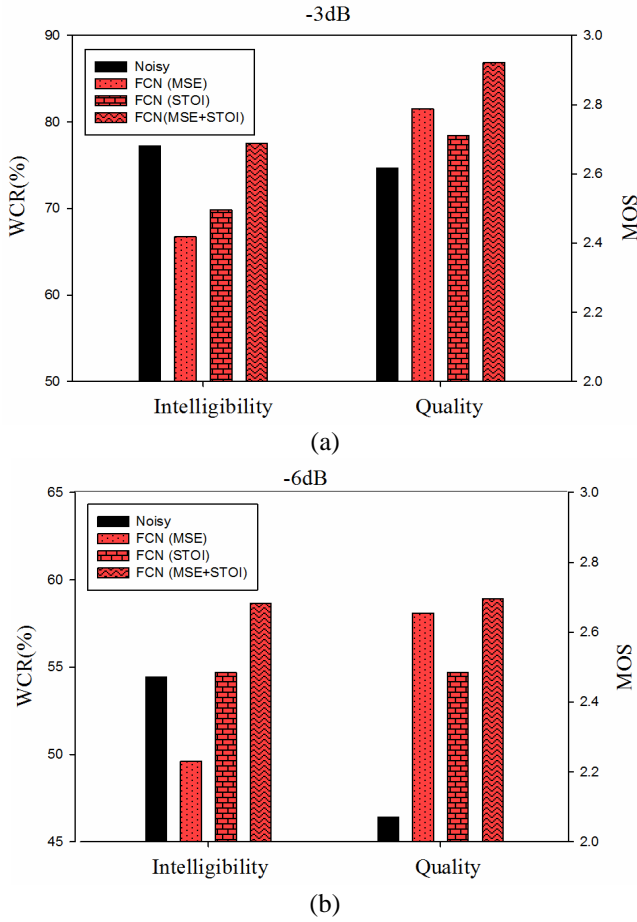 -3dB
90
80
70
60
50
WCR(%)
3.0
2.8
2.6
2.4
2.2
2.0
MOS
Noisy
FCN (MSE)
FCN (STOI)
FCN(MSE+STOI)
Intelligibility Quality
(a)
-6dB
65
60
55
50
45
WCR(%)
3.0
2.8
2.6
2.4
2.2
2.0
MOS
Noisy
FCN (MSE)
FCN (STOI)
FCN (MSE+STOI)
Intelligibility Quality
(b)